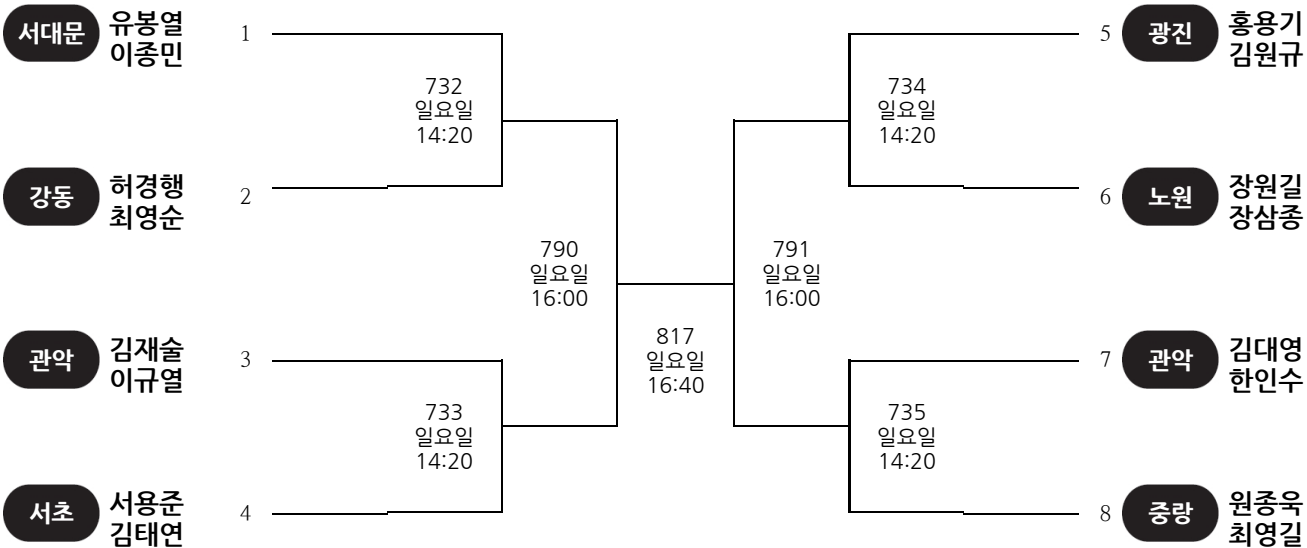 서대문
유봉열
이종민
1
732
일요일
14:20
강동
허경행
최영순
2
790
일요일
16:00
관악
김재술
이규열
3
733
일요일
14:20
서초
서용준
김태연
4
817
일요일
16:40
5
광진
홍용기
김원규
734
일요일
14:20
6
노원
장원길
장삼종
791
일요일
16:00
7
관악
김대영
한인수
735
일요일
14:20
8
중랑
원종욱
최영길